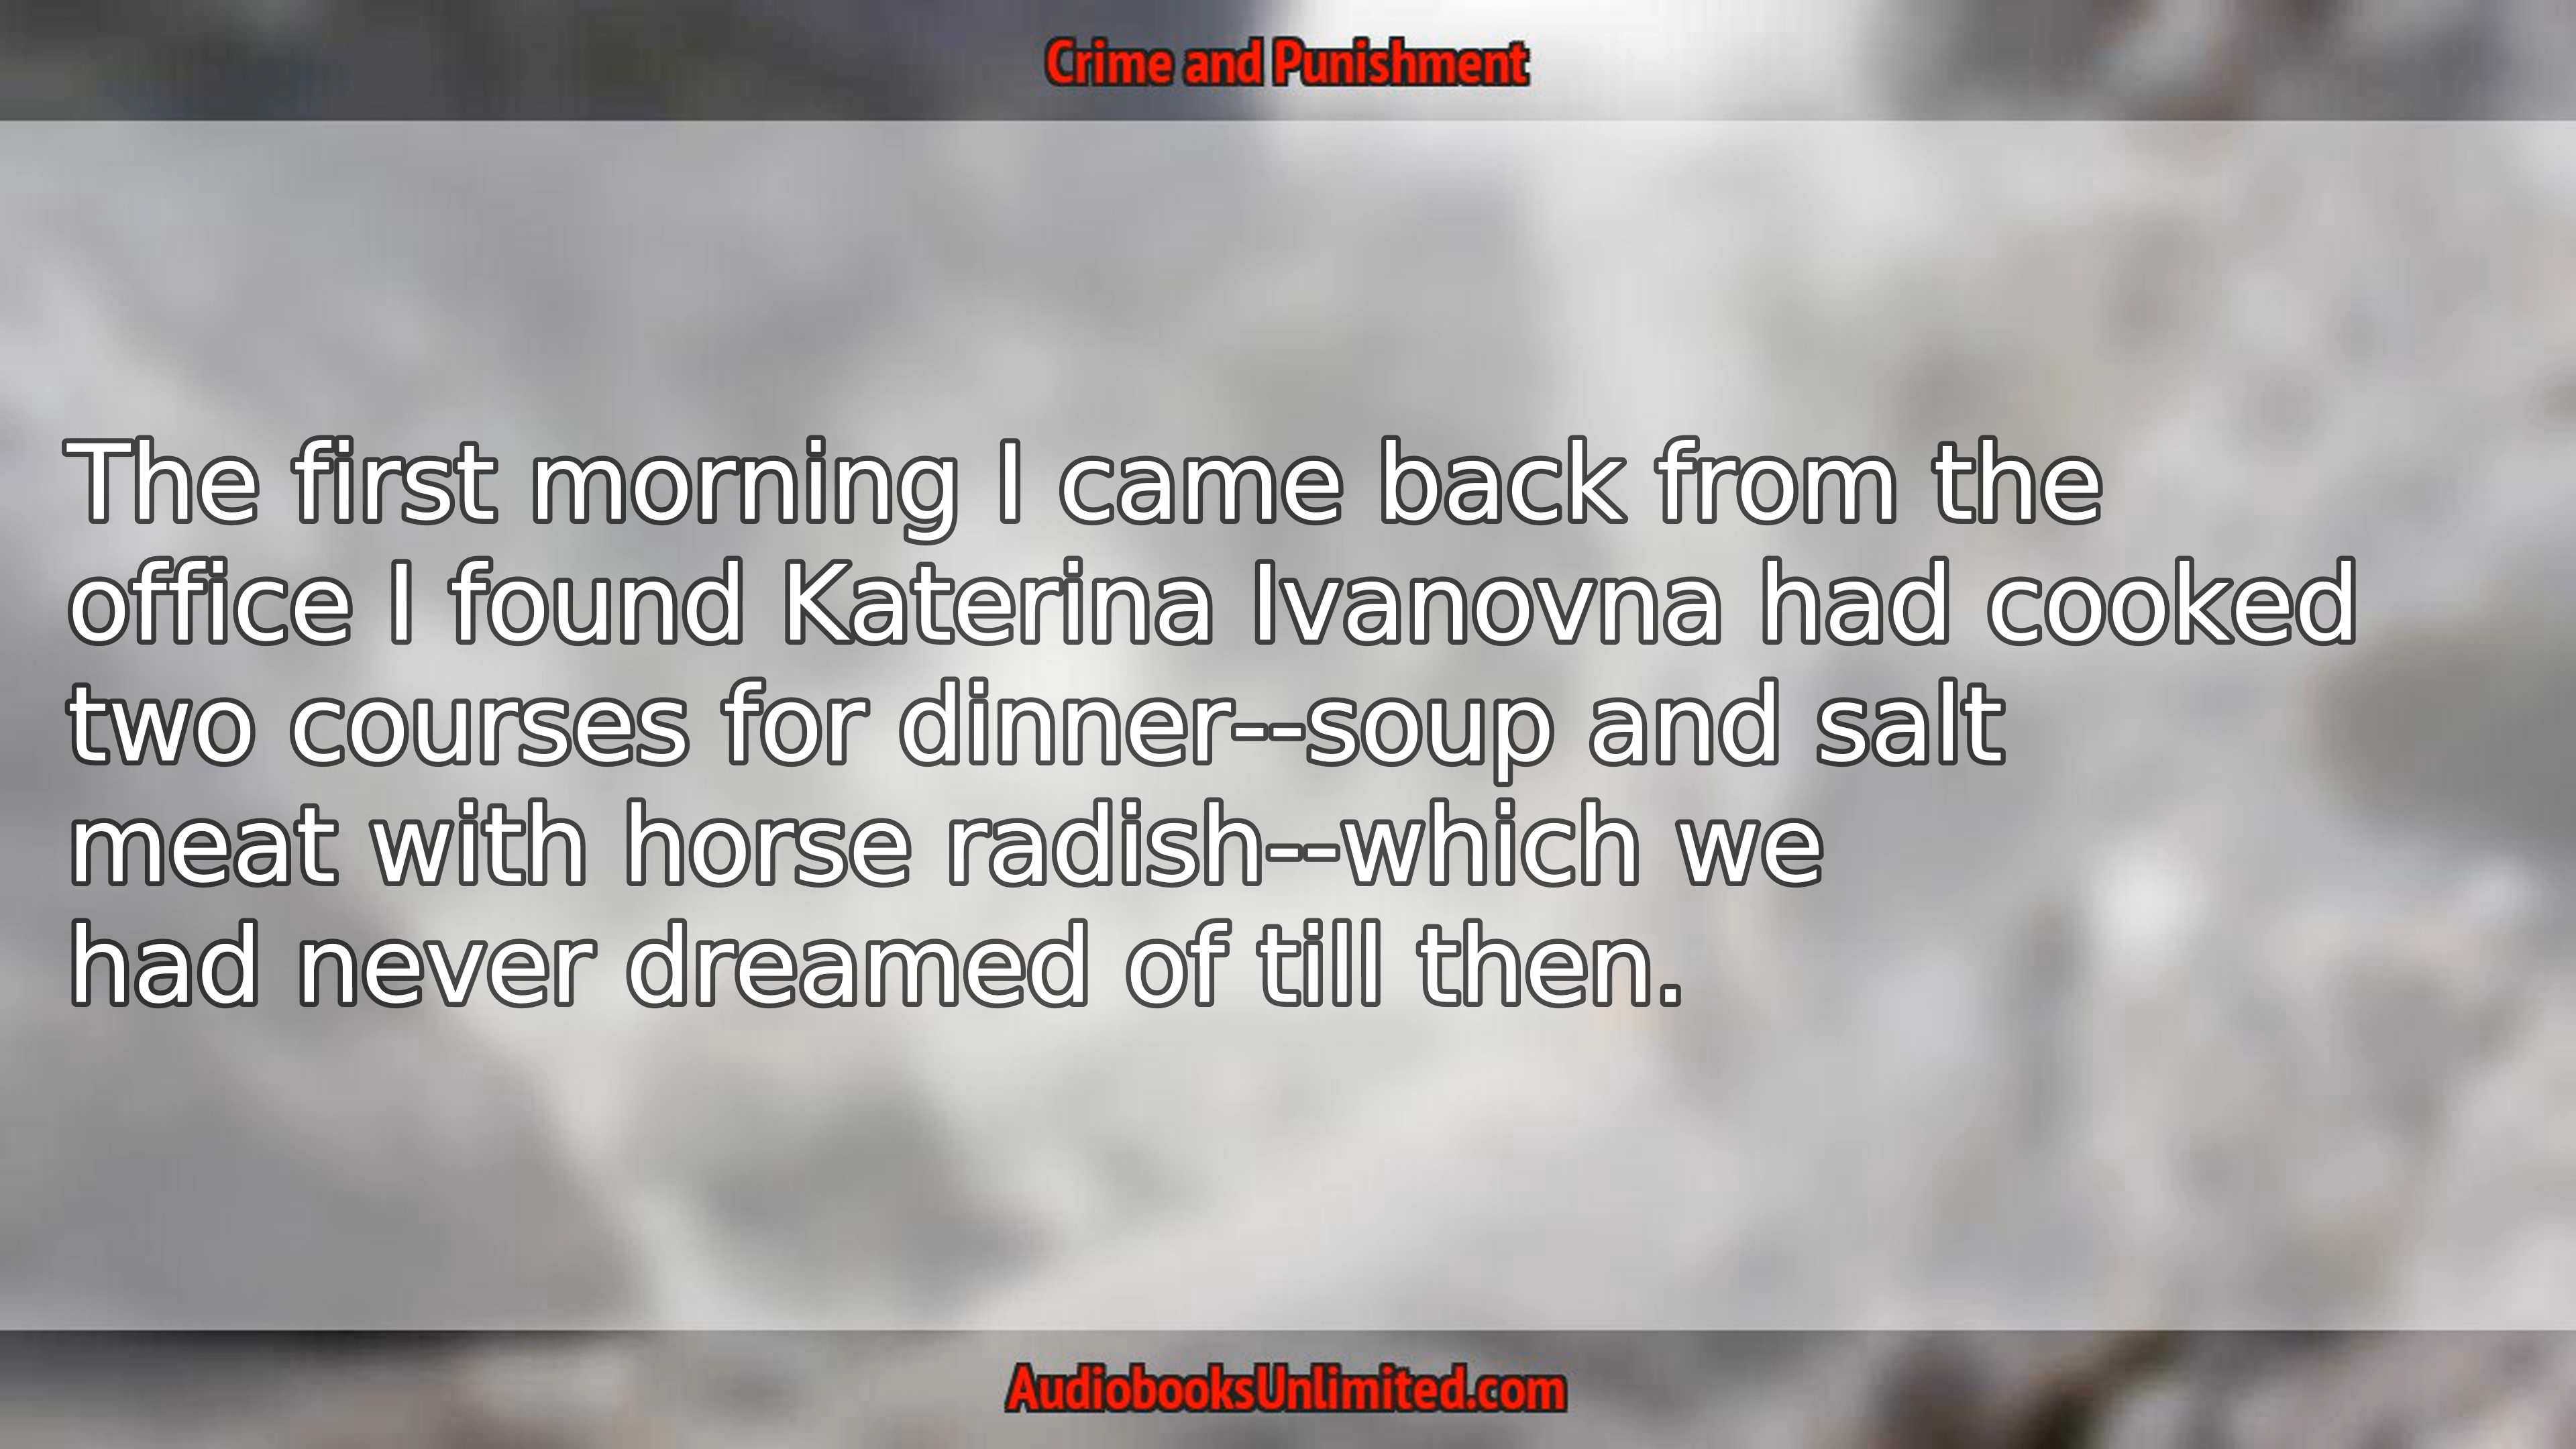 Crime and Punishment
The first morning I came back from the
office I found Katerina Ivanovna had cooked
two courses for dinner--soup and salt
meat with horse radish--which we
had never dreamed of till then.
AudiobooksUnlimited.com